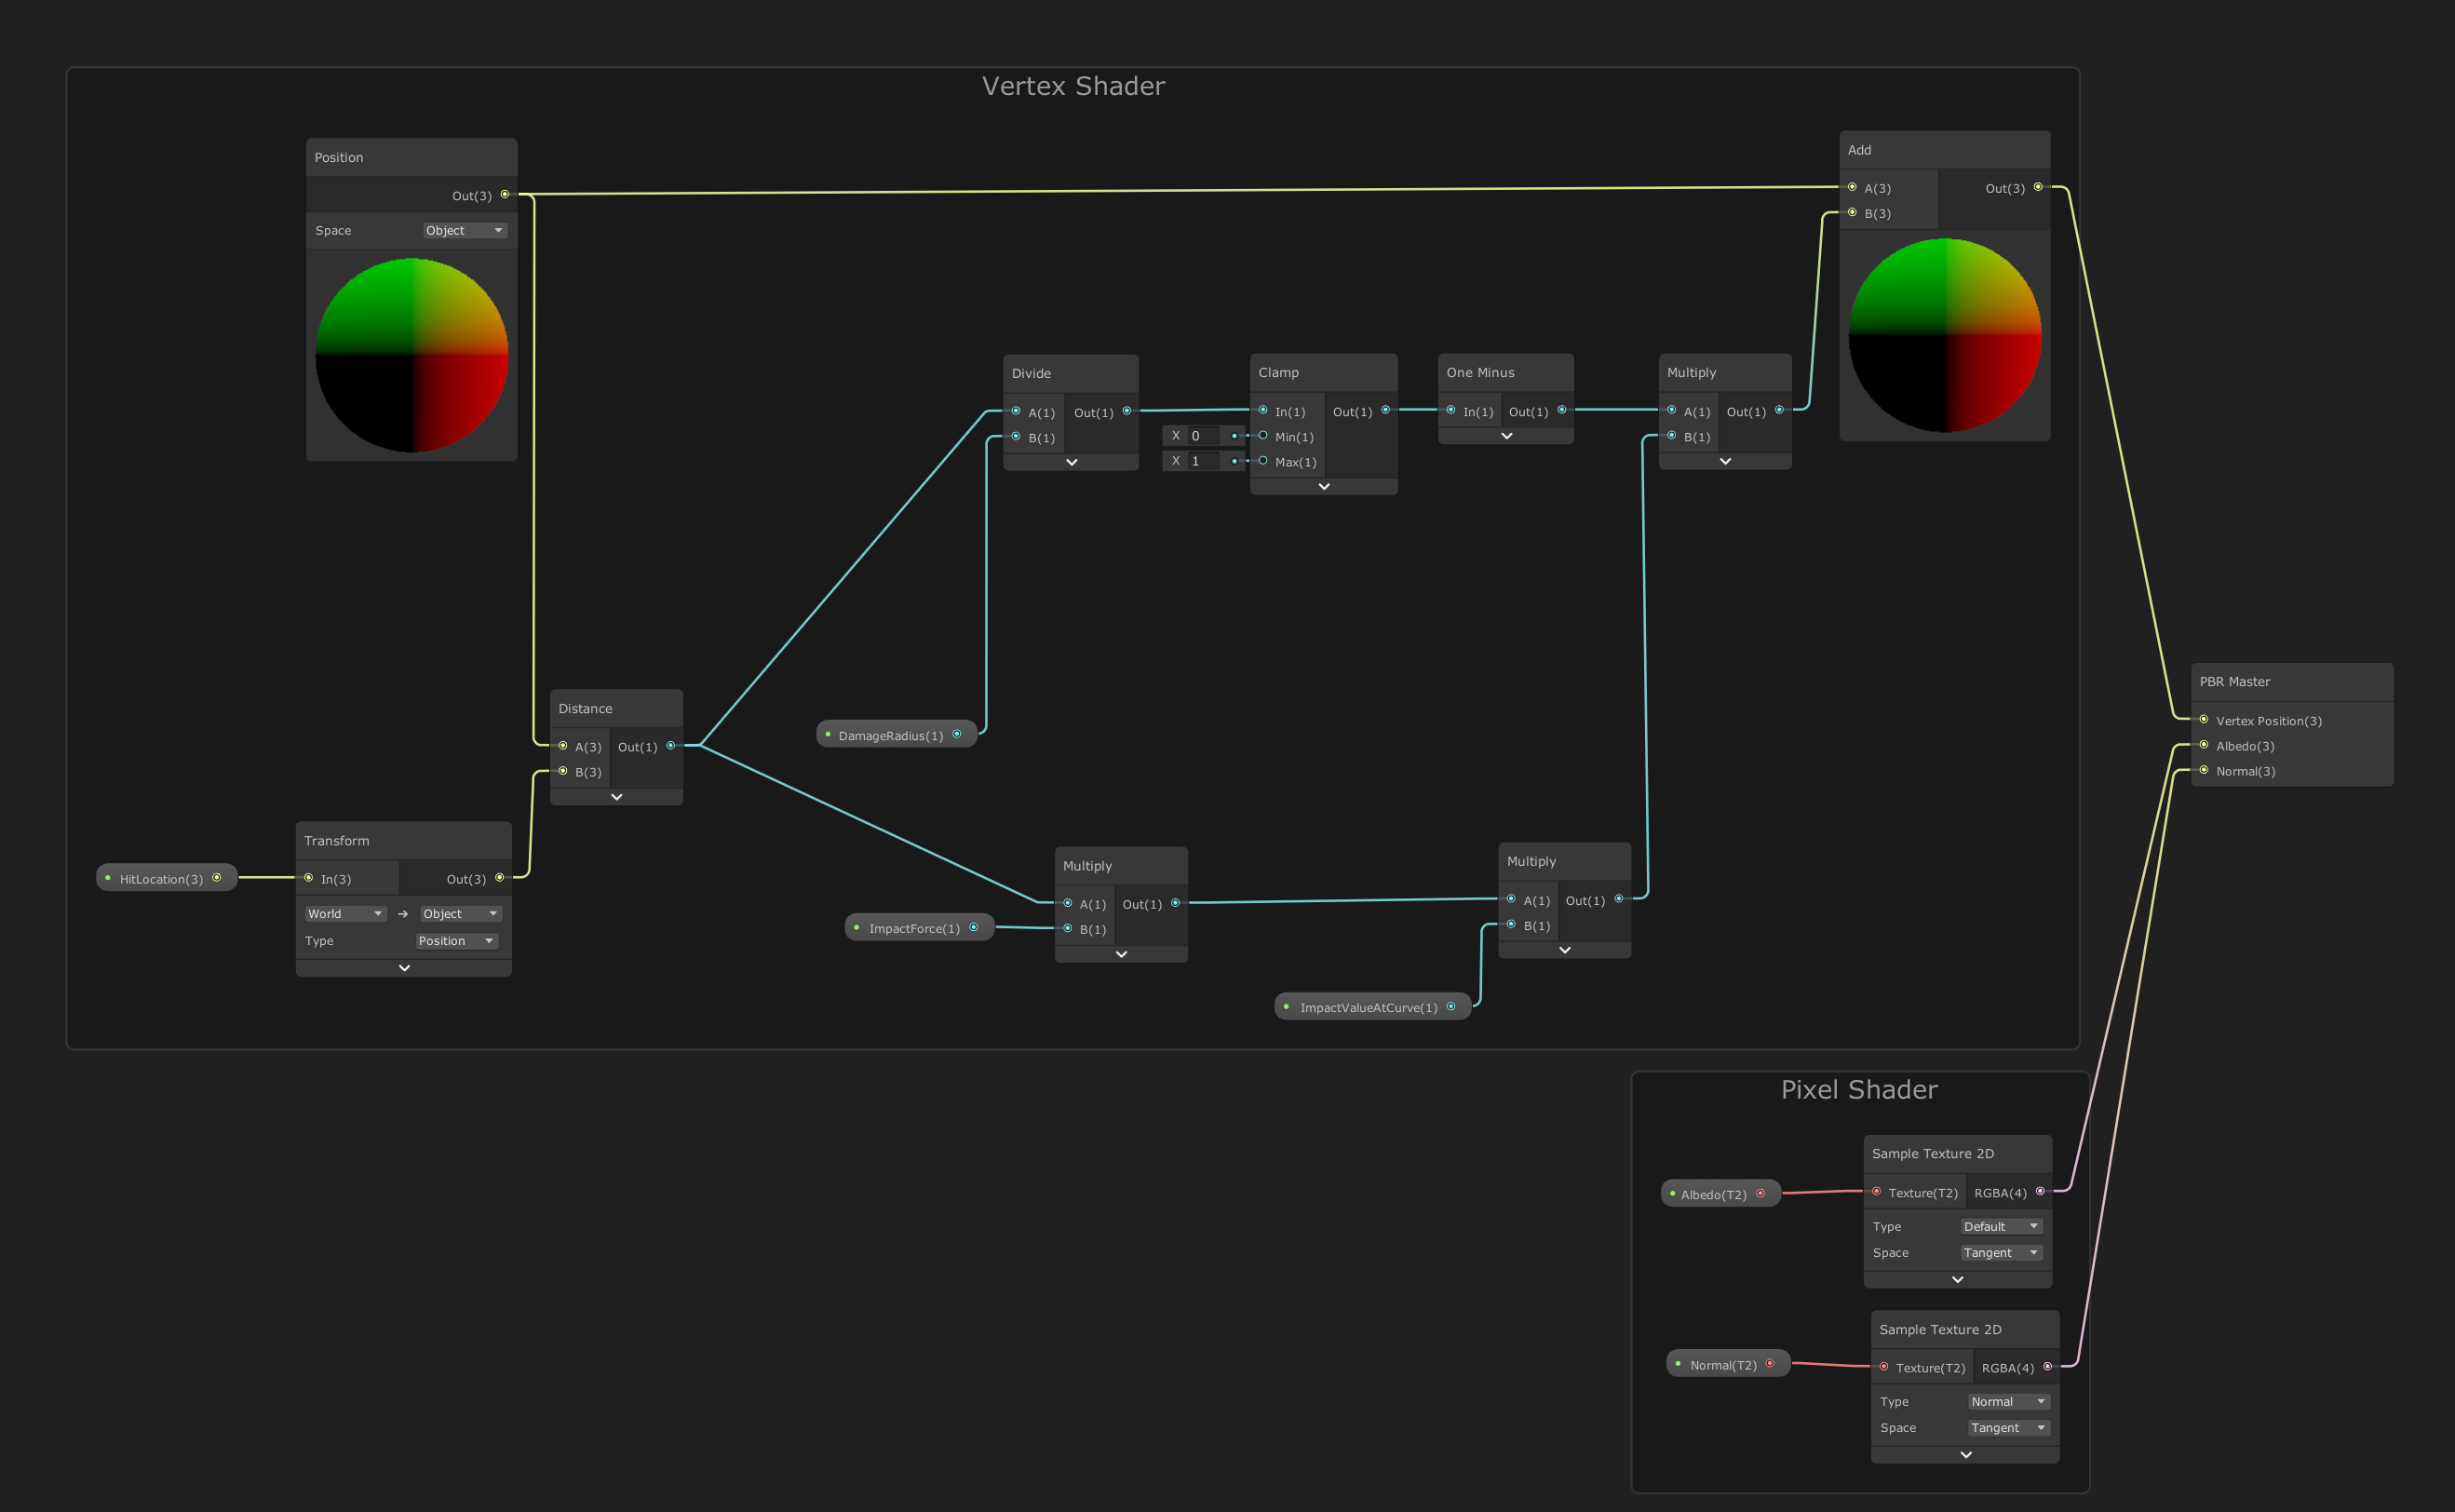 Vertex Shader
Position
Out(3)
Space Object
Add
A(3) Out(3)
B(3)
Divide
A(1) Out(1)
B(1)
Clamp
In(1) Out(1)
X 0 Min(1)
X 1 Max(1)
One Minus
In(1) Out(1)
Multiply
A(1) Out(1)
B(1)
Distance
A(3) Out(1)
B(3)
DamageRadius(1)
PBR Master
Vertex Position(3)
Albedo(3)
Normal(3)
HitLocation(3)
Transform
In(3) Out(3)
World → Object
Type Position
Multiply
A(1) Out(1)
B(1)
ImpactForce(1)
Multiply
A(1) Out(1)
B(1)
ImpactValueAtCurve(1)
Pixel Shader
Albedo(T2)
Sample Texture 2D
Texture(T2) RGBA(4)
Type Default
Space Tangent
Normal(T2)
Sample Texture 2D
Texture(T2) RGBA(4)
Type Normal
Space Tangent